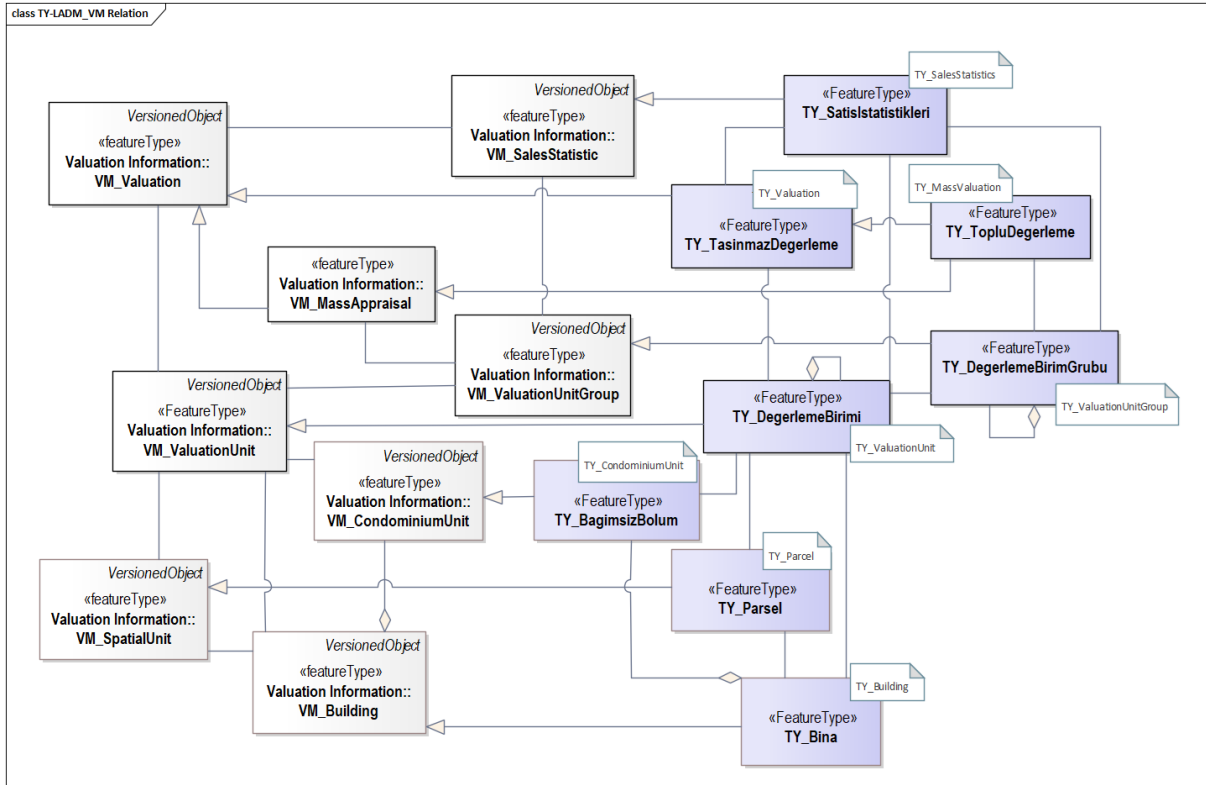 class TY-LADM_VM Relation
VersionedObject
«featureType»
Valuation Information::
VM_Valuation
VersionedObject
«featureType»
Valuation Information::
VM_SalesStatistic
TY_SalesStatistics
«FeatureType»
TY_SatisIstatistikleri
TY_Valuation
«FeatureType»
TY_TasinmazDegerleme
TY_MassValuation
«FeatureType»
TY_TopluDegerleme
«featureType»
Valuation Information::
VM_MassAppraisal
VersionedObject
«featureType»
Valuation Information::
VM_ValuationUnitGroup
«FeatureType»
TY_DegerlemeBirimGrubu
TY_ValuationUnitGroup
VersionedObject
«FeatureType»
Valuation Information::
VM_ValuationUnit
«FeatureType»
TY_DegerlemeBirimi
TY_ValuationUnit
VersionedObject
«featureType»
Valuation Information::
VM_CondominiumUnit
TY_CondominiumUnit
«FeatureType»
TY_BagimsizBolum
VersionedObject
«featureType»
Valuation Information::
VM_SpatialUnit
TY_Parcel
«FeatureType»
TY_Parsel
VersionedObject
«featureType»
Valuation Information::
VM_Building
TY_Building
«FeatureType»
TY_Bina